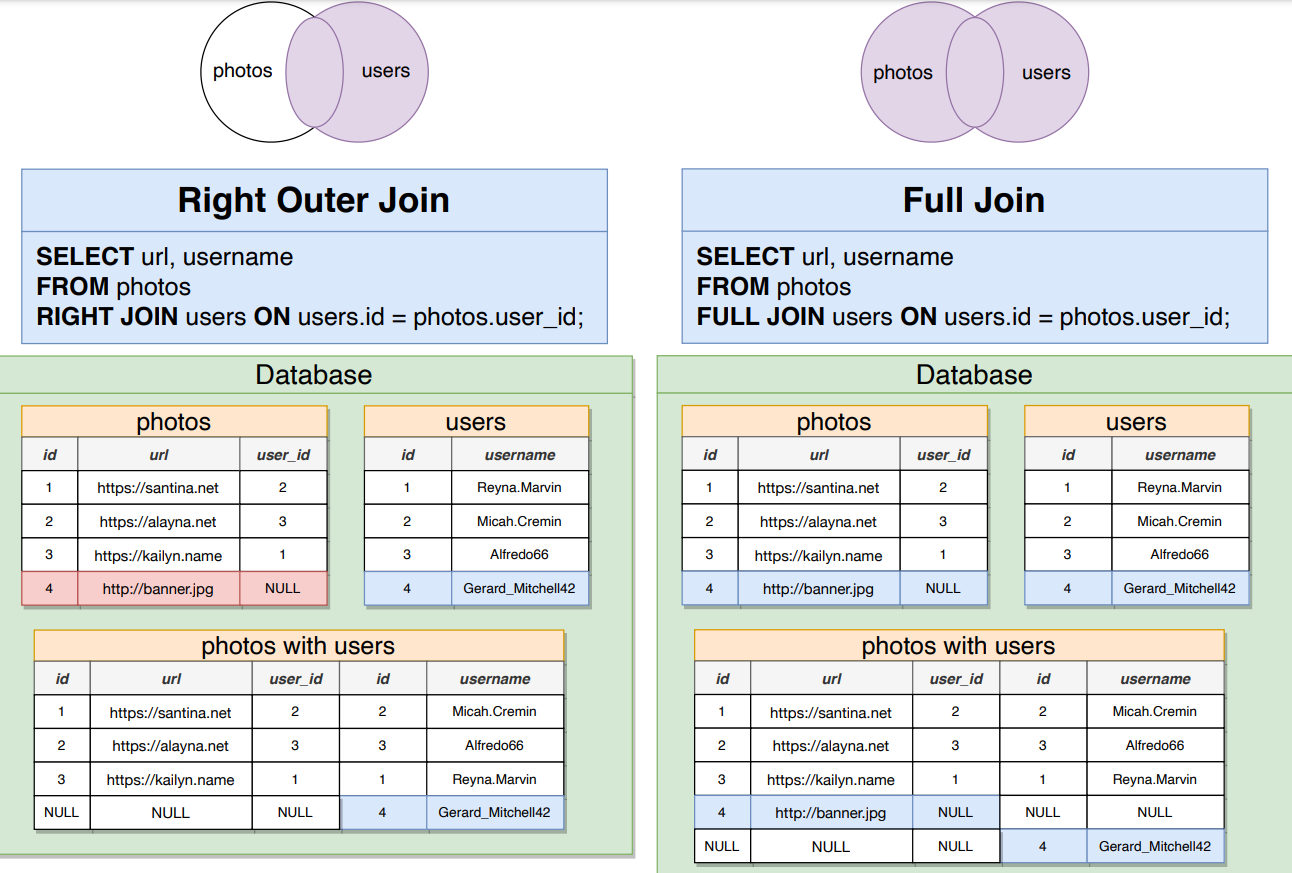 photos users
Right Outer Join
SELECT url, username
FROM photos
RIGHT JOIN users ON users.id = photos.user_id;
Database
photos
id url user_id
1 https://santina.net 2
2 https://alayna.net 3
3 https://kailyn.name 1
4 http://banner.jpg NULL
users
id username
1 Reyna.Marvin
2 Micah.Cremin
3 Alfredo66
4 Gerard_Mitchell42
photos with users
id url user_id id username
1 https://santina.net 2 2 Micah.Cremin
2 https://alayna.net 3 3 Alfredo66
3 https://kailyn.name 1 1 Reyna.Marvin
NULL NULL NULL 4 Gerard_Mitchell42
photos users
Full Join
SELECT url, username
FROM photos
FULL JOIN users ON users.id = photos.user_id;
Database
photos
id url user_id
1 https://santina.net 2
2 https://alayna.net 3
3 https://kailyn.name 1
4 http://banner.jpg NULL
users
id username
1 Reyna.Marvin
2 Micah.Cremin
3 Alfredo66
4 Gerard_Mitchell42
photos with users
id url user_id id username
1 https://santina.net 2 2 Micah.Cremin
2 https://alayna.net 3 3 Alfredo66
3 https://kailyn.name 1 1 Reyna.Marvin
4 http://banner.jpg NULL NULL NULL
NULL NULL NULL 4 Gerard_Mitchell42